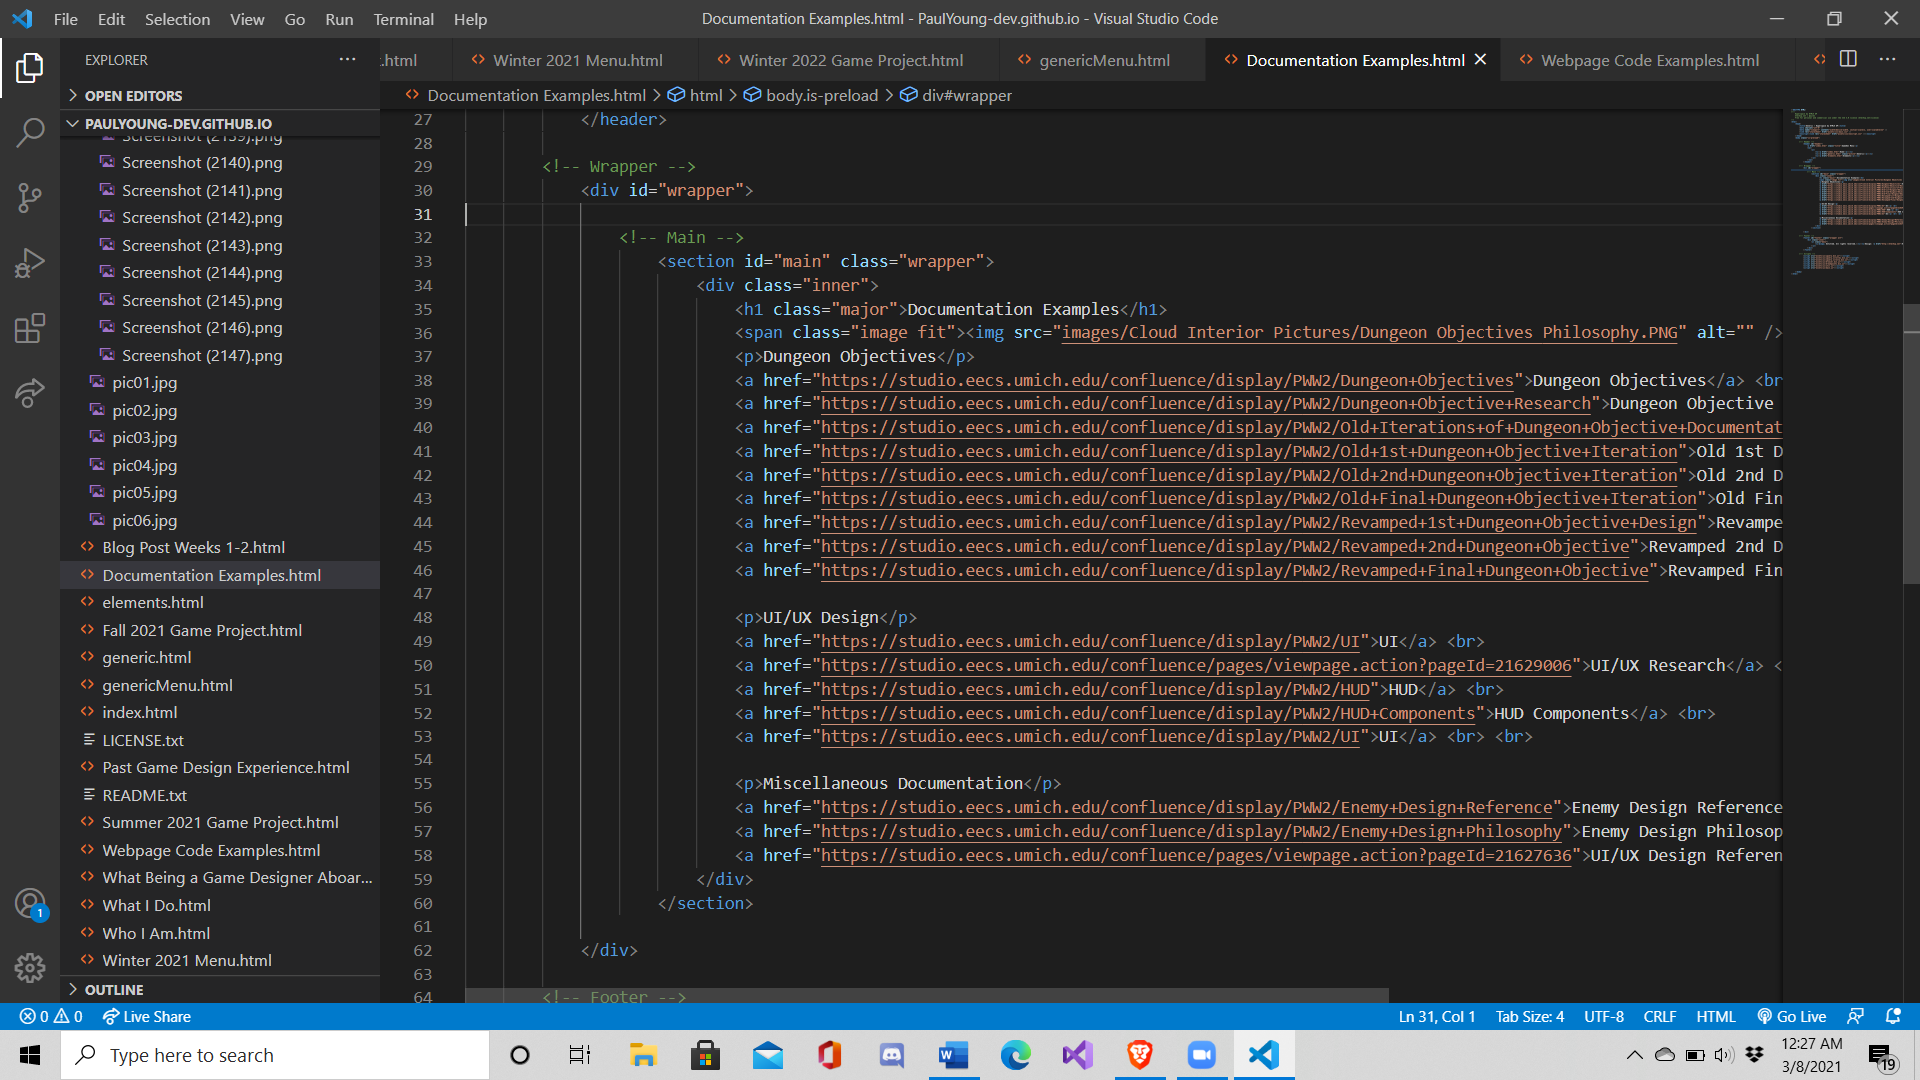 File Edit Selection View Go Run Terminal Help
Documentation Examples.html - PaulYoung-dev.github.io - Visual Studio Code
EXPLORER
.html
Winter 2021 Menu.html
Winter 2022 Game Project.html
genericMenu.html
Documentation Examples.html
Webpage Code Examples.html
OPEN EDITORS
Documentation Examples.html > html > body.is-preload > div#wrapper
PAULYOUNG-DEV.GITHUB.IO
Screenshot (2139).png
Screenshot (2140).png
Screenshot (2141).png
Screenshot (2142).png
Screenshot (2143).png
Screenshot (2144).png
Screenshot (2145).png
Screenshot (2146).png
Screenshot (2147).png
pic01.jpg
pic02.jpg
pic03.jpg
pic04.jpg
pic05.jpg
pic06.jpg
Blog Post Weeks 1-2.html
Documentation Examples.html
elements.html
Fall 2021 Game Project.html
generic.html
genericMenu.html
index.html
LICENSE.txt
Past Game Design Experience.html
README.txt
Summer 2021 Game Project.html
Webpage Code Examples.html
What Being a Game Designer Aboar...
What I Do.html
Who I Am.html
Winter 2021 Menu.html
OUTLINE
27 </header>
28
29 <!-- Wrapper -->
30 <div id="wrapper">
31
32 <!-- Main -->
33 <section id="main" class="wrapper">
34 <div class="inner">
35 <h1 class="major">Documentation Examples</h1>
36 <span class="image fit"><img src="images/Cloud Interior Pictures/Dungeon Objectives Philosophy.PNG" alt="" />
37 <p>Dungeon Objectives</p>
38 <a href="https://studio.eecs.umich.edu/confluence/display/PWW2/Dungeon+Objectives">Dungeon Objectives</a> <br
39 <a href="https://studio.eecs.umich.edu/confluence/display/PWW2/Dungeon+Objective+Research">Dungeon Objective
40 <a href="https://studio.eecs.umich.edu/confluence/display/PWW2/Old+Iterations+of+Dungeon+Objective+Documentat
41 <a href="https://studio.eecs.umich.edu/confluence/display/PWW2/Old+1st+Dungeon+Objective+Iteration">Old 1st D
42 <a href="https://studio.eecs.umich.edu/confluence/display/PWW2/Old+2nd+Dungeon+Objective+Iteration">Old 2nd D
43 <a href="https://studio.eecs.umich.edu/confluence/display/PWW2/Old+Final+Dungeon+Objective+Iteration">Old Fin
44 <a href="https://studio.eecs.umich.edu/confluence/display/PWW2/Revamped+1st+Dungeon+Objective+Design">Revampe
45 <a href="https://studio.eecs.umich.edu/confluence/display/PWW2/Revamped+2nd+Dungeon+Objective">Revamped 2nd D
46 <a href="https://studio.eecs.umich.edu/confluence/display/PWW2/Revamped+Final+Dungeon+Objective">Revamped Fin
47
48 <p>UI/UX Design</p>
49 <a href="https://studio.eecs.umich.edu/confluence/display/PWW2/UI">UI</a> <br>
50 <a href="https://studio.eecs.umich.edu/confluence/pages/viewpage.action?pageId=21629006">UI/UX Research</a> <
51 <a href="https://studio.eecs.umich.edu/confluence/display/PWW2/HUD">HUD</a> <br>
52 <a href="https://studio.eecs.umich.edu/confluence/display/PWW2/HUD+Components">HUD Components</a> <br>
53 <a href="https://studio.eecs.umich.edu/confluence/display/PWW2/UI">UI</a> <br> <br>
54
55 <p>Miscellaneous Documentation</p>
56 <a href="https://studio.eecs.umich.edu/confluence/display/PWW2/Enemy+Design+Reference">Enemy Design Reference
57 <a href="https://studio.eecs.umich.edu/confluence/display/PWW2/Enemy+Design+Philosophy">Enemy Design Philosop
58 <a href="https://studio.eecs.umich.edu/confluence/pages/viewpage.action?pageId=21627636">UI/UX Design Referen
59 </div>
60 </section>
61
62 </div>
63
64 <!-- Footer -->
1
0 0 Live Share
Ln 31, Col 1 Tab Size: 4 UTF-8 CRLF HTML Go Live
Type here to search
12:27 AM
3/8/2021
19